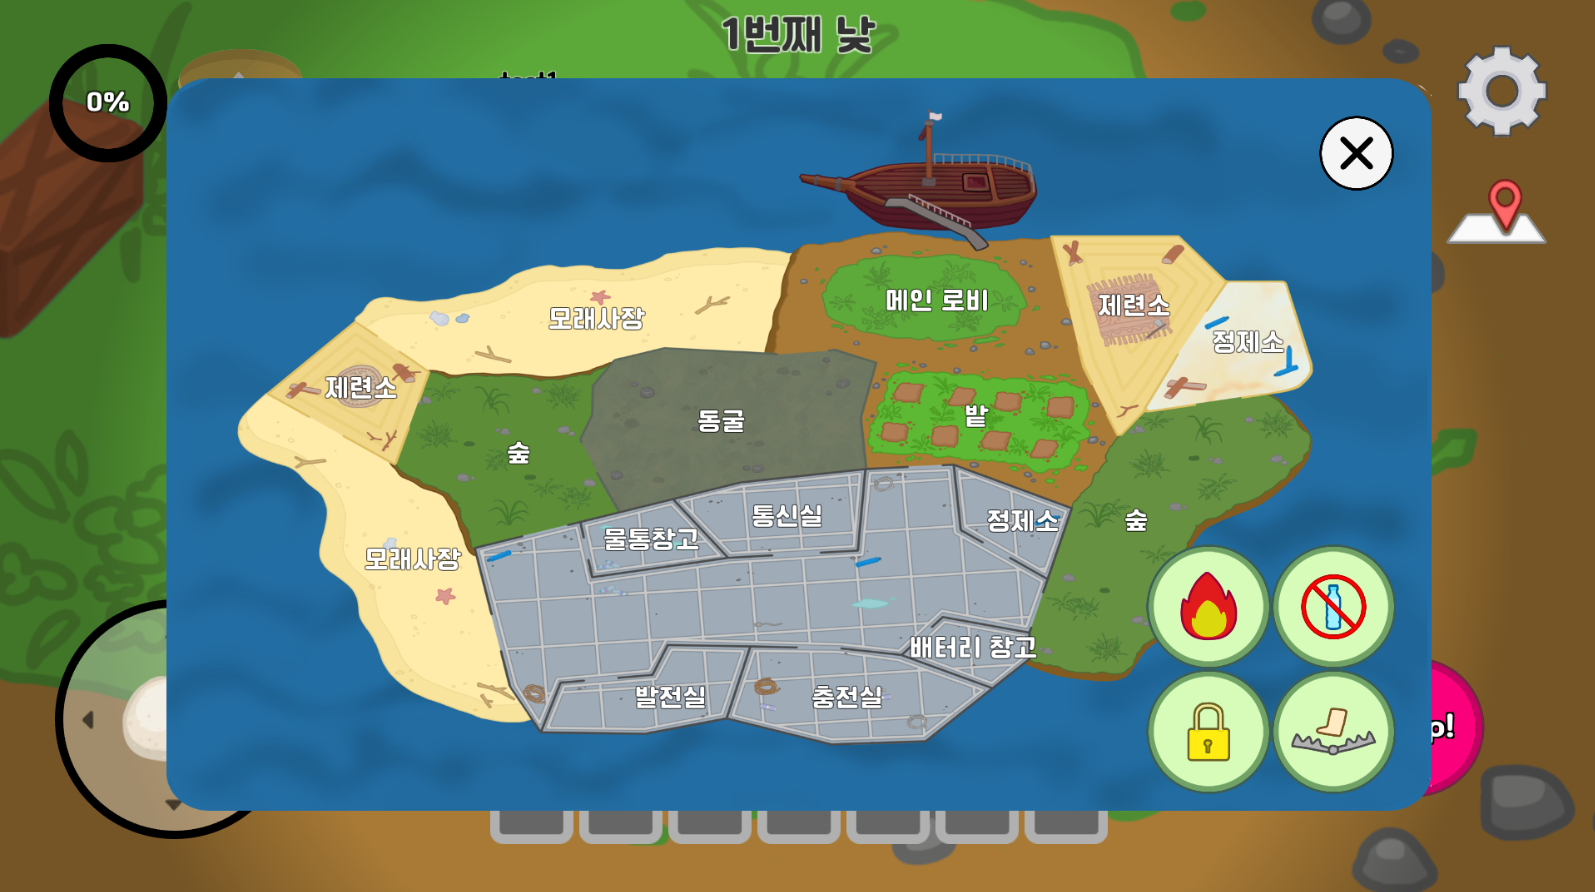 1번째 낮
0%
test1
메인 로비
제련소
모래사장
정제소
제련소
밭
동굴
숲
통신실
정제소
숲
물통창고
모래사장
배터리 창고
발전실
충전실
p!